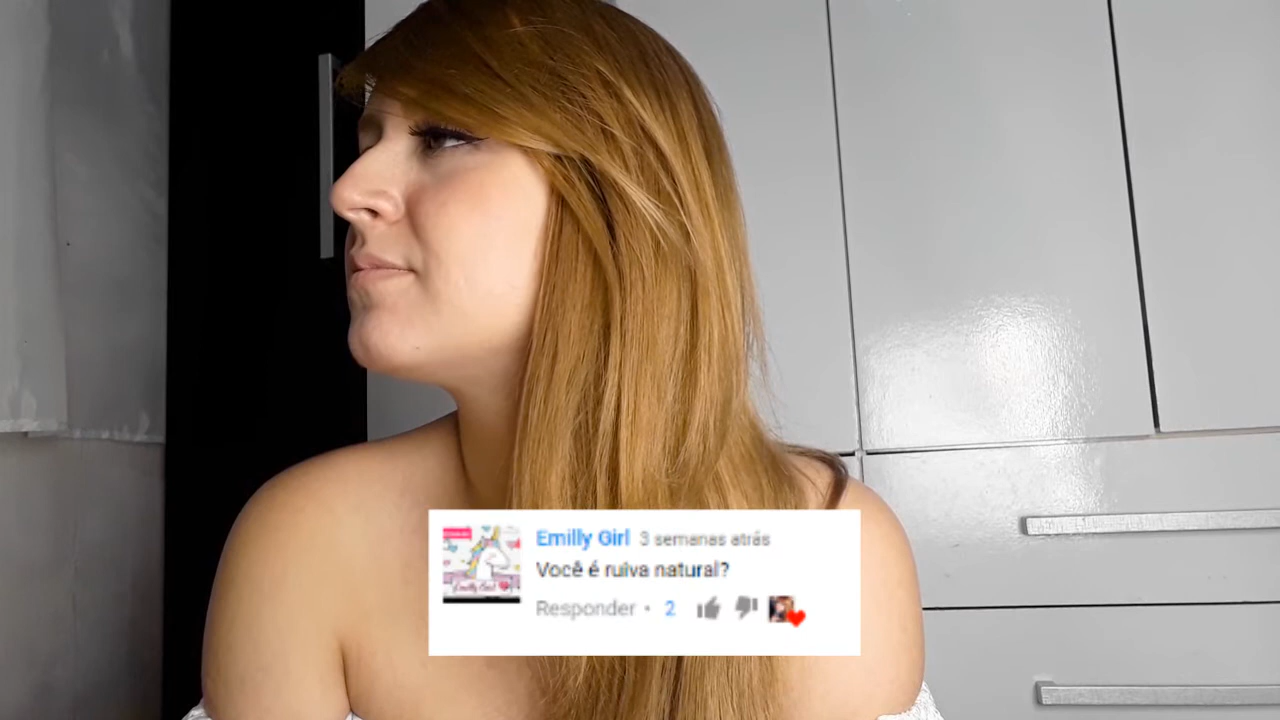 Emilly Girl 3 semanas atrás
Você é ruiva natural?
Responder • 2